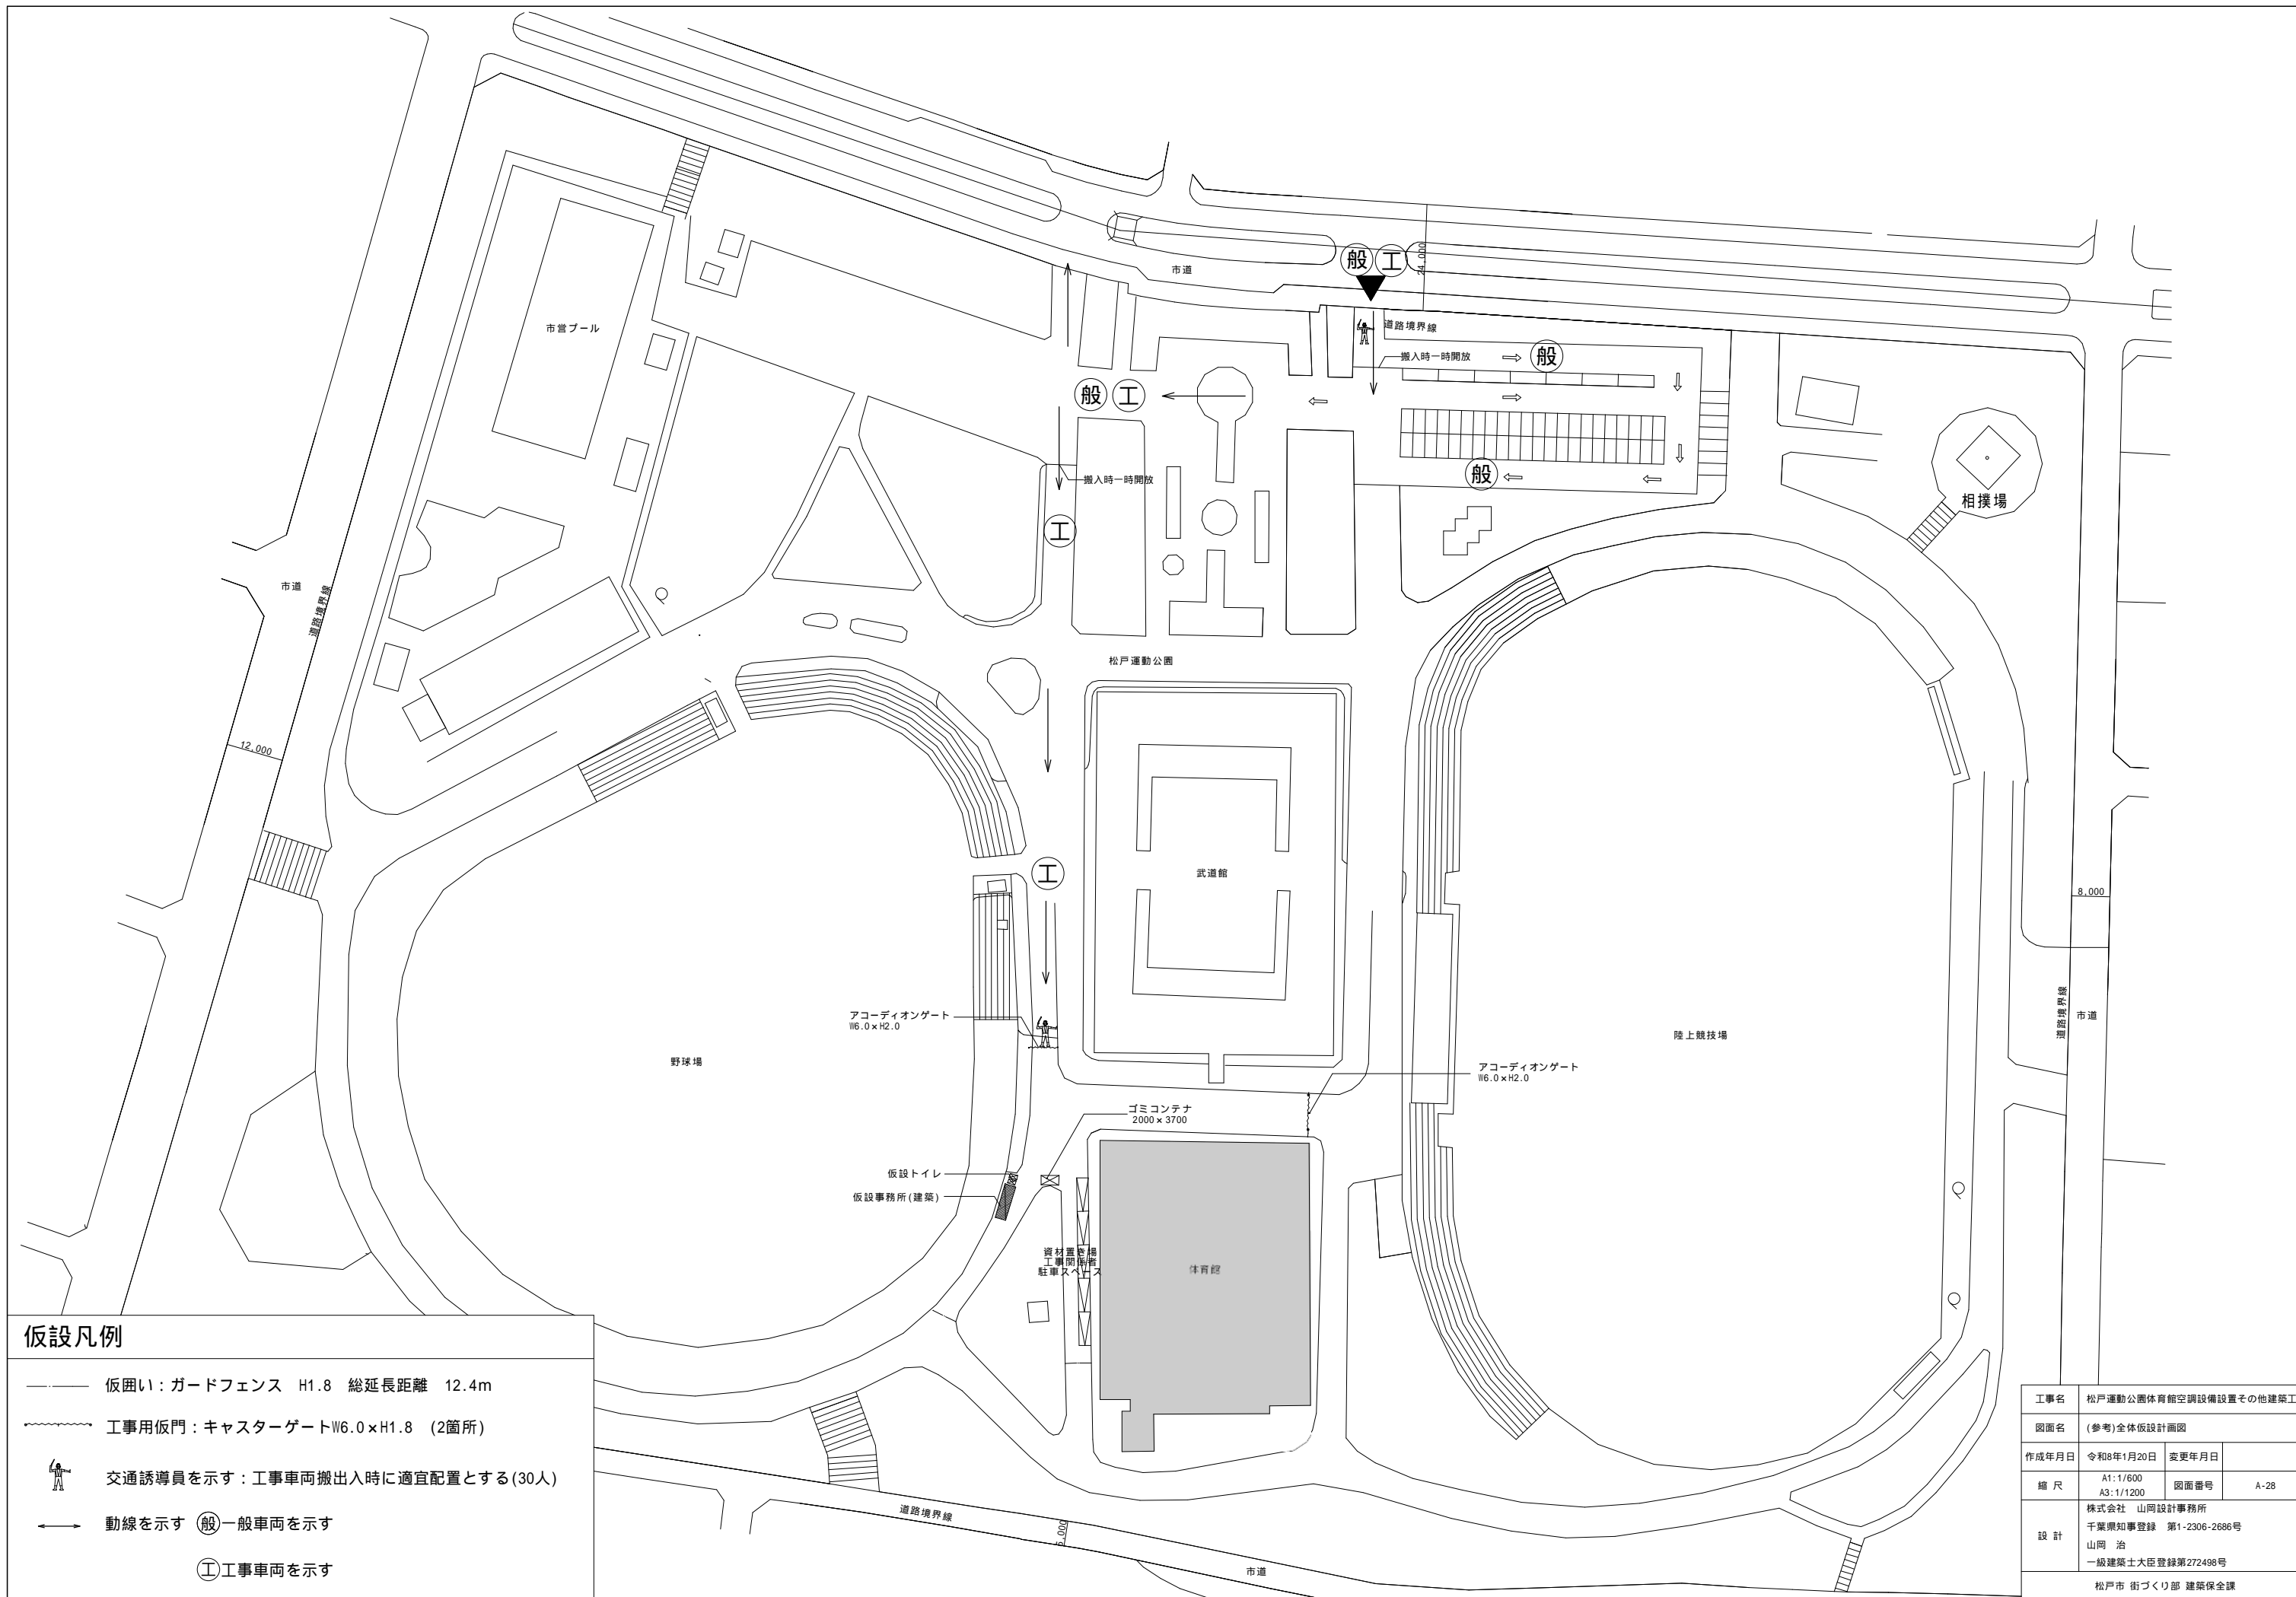 市道
般 工
24,000
道路境界線
市営プール
搬入時一時開放
般
般 工
搬入時一時開放
般
相撲場
工
市道
道路境界線
松戸運動公園
12,000
工
武道館
8,000
アコーディオンゲート
W6.0×H2.0
道路境界線
市道
野球場
陸上競技場
アコーディオンゲート
W6.0×H2.0
ゴミコンテナ
2000×3700
仮設トイレ
仮設事務所(建築)
資材置き場
工事関係者
駐車スペース
体育館
道路境界線
市道
仮設凡例
仮囲い：ガードフェンス　H1.8　総延長距離　12.4m
工事用仮門：キャスターゲートW6.0×H1.8　(2箇所)
交通誘導員を示す：工事車両搬出入時に適宜配置とする(30人)
動線を示す 般一般車両を示す
工工事車両を示す
工事名 松戸運動公園体育館空調設備設置その他建築工
図面名 (参考)全体仮設計画図
作成年月日 令和8年1月20日 変更年月日
縮 尺 A1:1/600
A3:1/1200 図面番号 A-28
設 計 株式会社　山岡設計事務所
千葉県知事登録　第1-2306-2686号
山岡　治
一級建築士大臣登録第272498号
松戸市 街づくり部 建築保全課